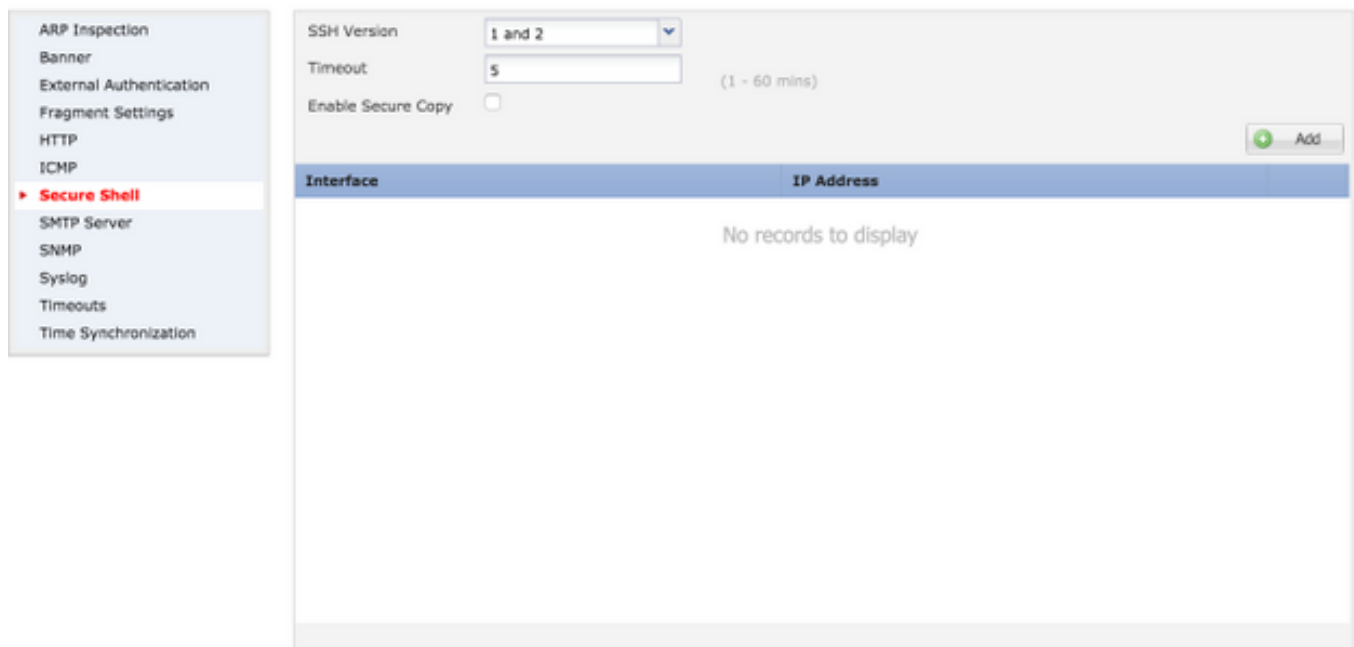 ARP Inspection
Banner
External Authentication
Fragment Settings
HTTP
ICMP
Secure Shell
SMTP Server
SNMP
Syslog
Timeouts
Time Synchronization
SSH Version 1 and 2
Timeout 5 (1 - 60 mins)
Enable Secure Copy
Add
Interface IP Address
No records to display